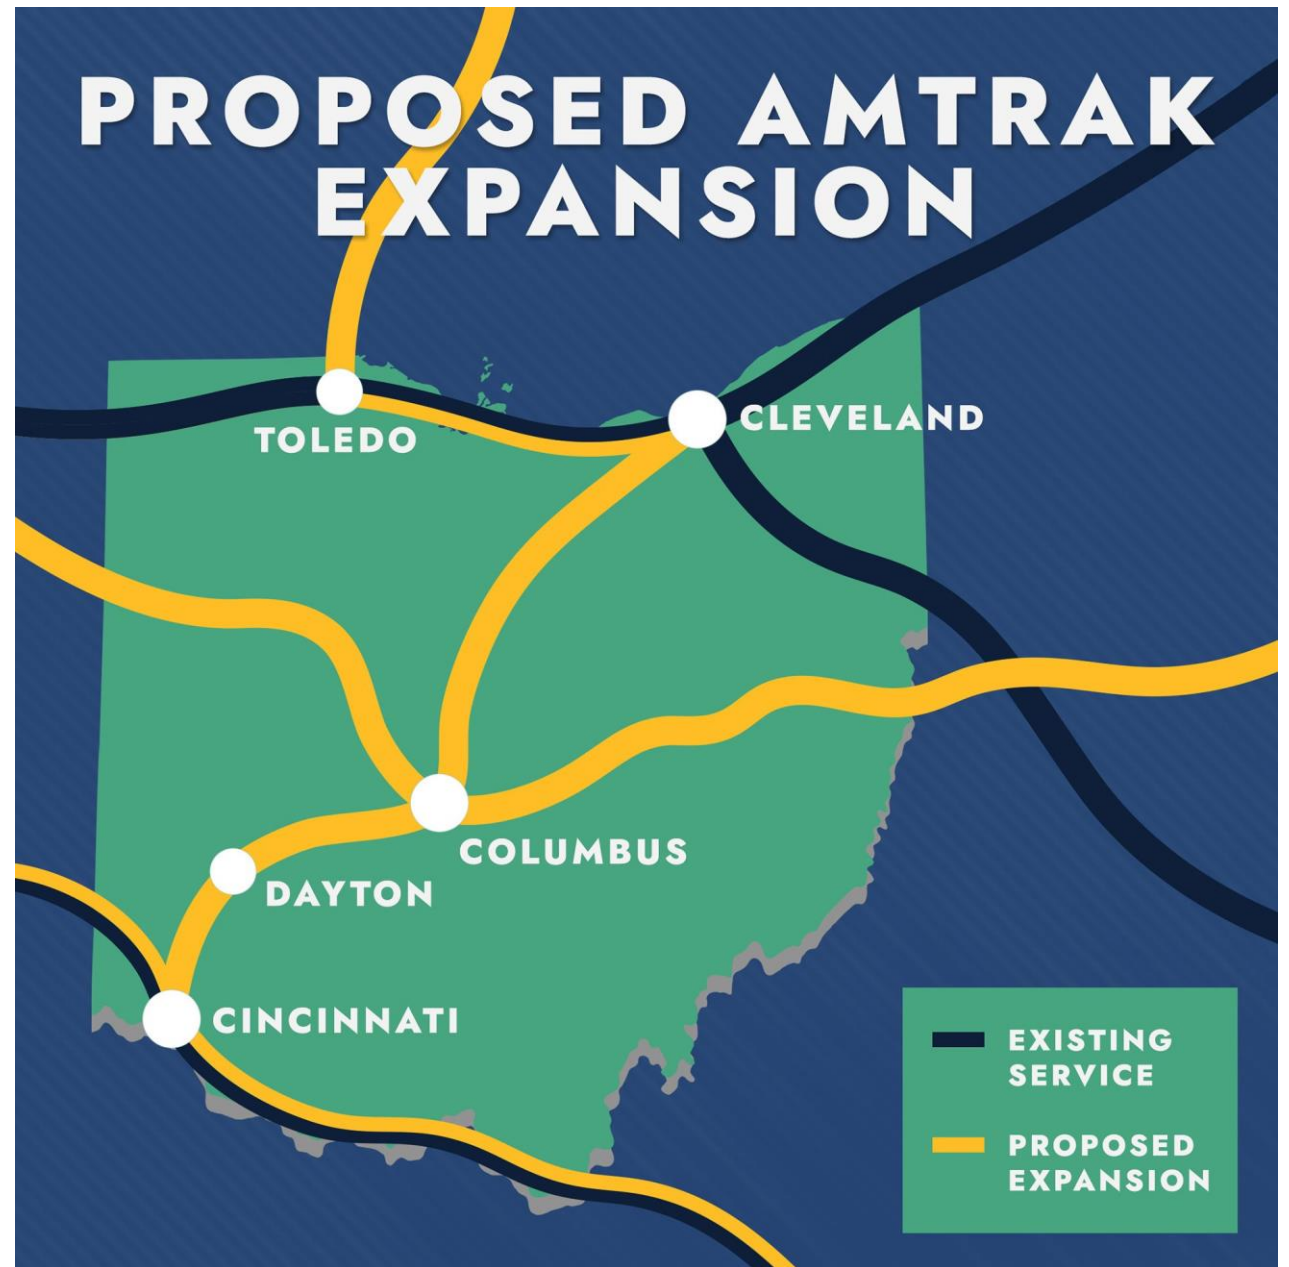 PROPOSED AMTRAK
EXPANSION
TOLEDO
CLEVELAND
COLUMBUS
DAYTON
CINCINNATI
EXISTING
SERVICE
PROPOSED
EXPANSION